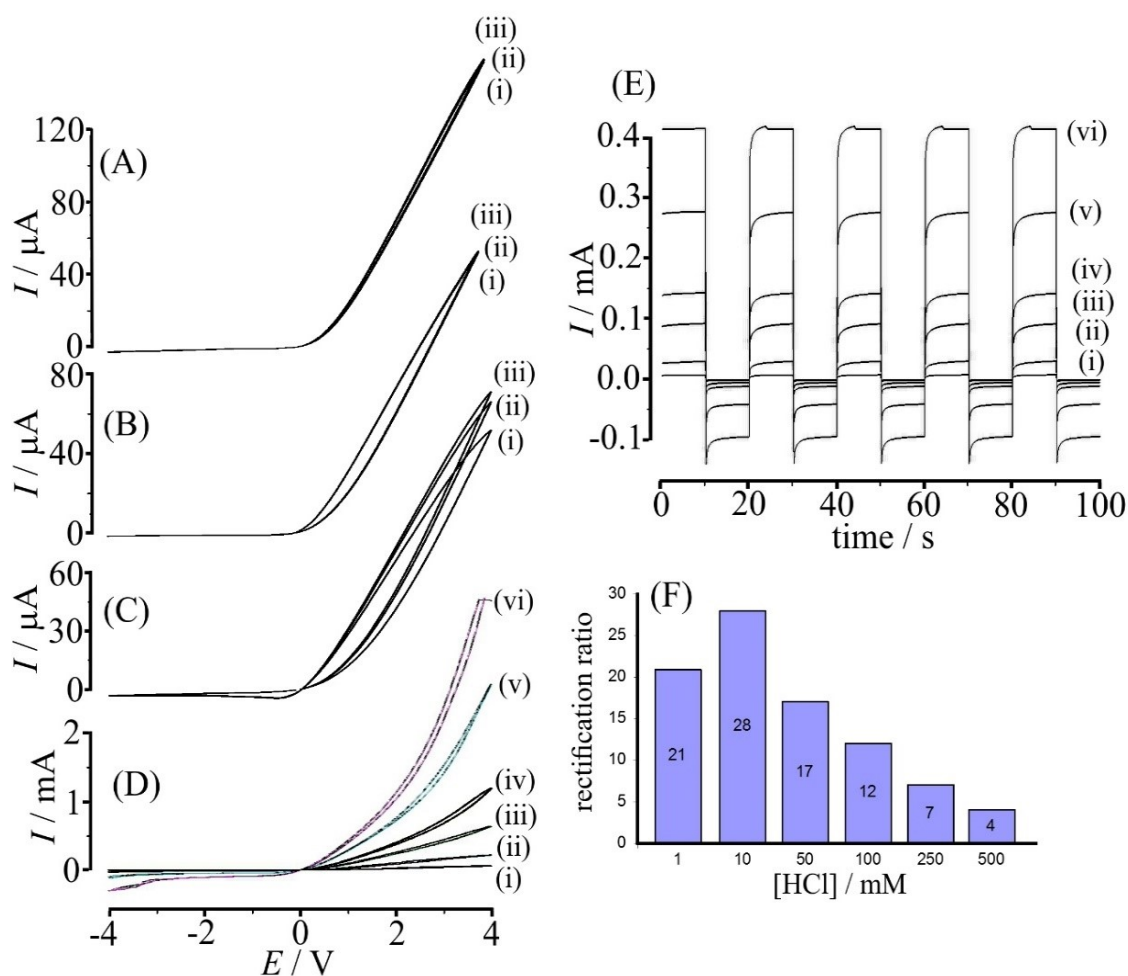 (iii)
(ii)
(i)
(A)
120
80
40
0
I / μA
(iii)
(ii)
(i)
(B)
80
40
0
I / μA
(iii)
(ii)
(i)
(C)
60
30
0
I / μA
(vi)
(v)
(iv)
(iii)
(ii)
(i)
(D)
2
1
0
I / mA
-4 -2 0 2 4
E / V
(E)
0.4
0.3
0.2
0.1
0.0
-0.1
I / mA
(vi)
(v)
(iv)
(iii)
(ii)
(i)
0 20 40 60 80 100
time / s
(F)
30
25
20
15
10
5
0
rectification ratio
21 28 17 12 7 4
1 10 50 100 250 500
[HCl] / mM